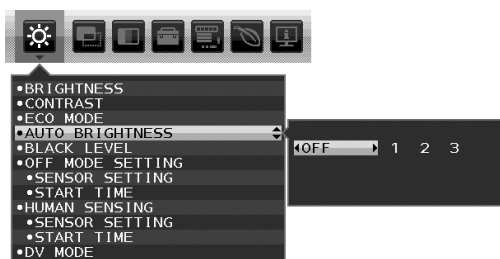 •BRIGHTNESS
•CONTRAST
•ECO MODE
•AUTO BRIGHTNESS
OFF 1 2 3
•BLACK LEVEL
•OFF MODE SETTING
•SENSOR SETTING
•START TIME
•HUMAN SENSING
•SENSOR SETTING
•START TIME
•DV MODE